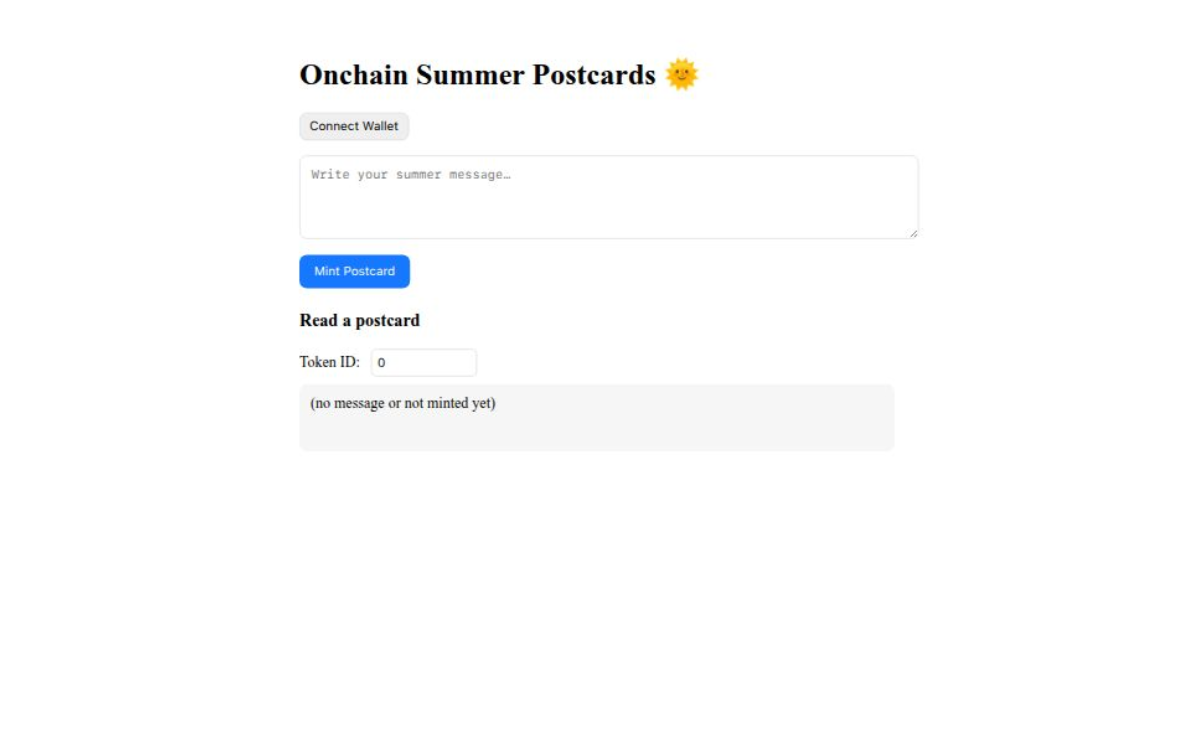 Onchain Summer Postcards 🌞
Connect Wallet
Write your summer message…
Mint Postcard
Read a postcard
Token ID: 0
(no message or not minted yet)